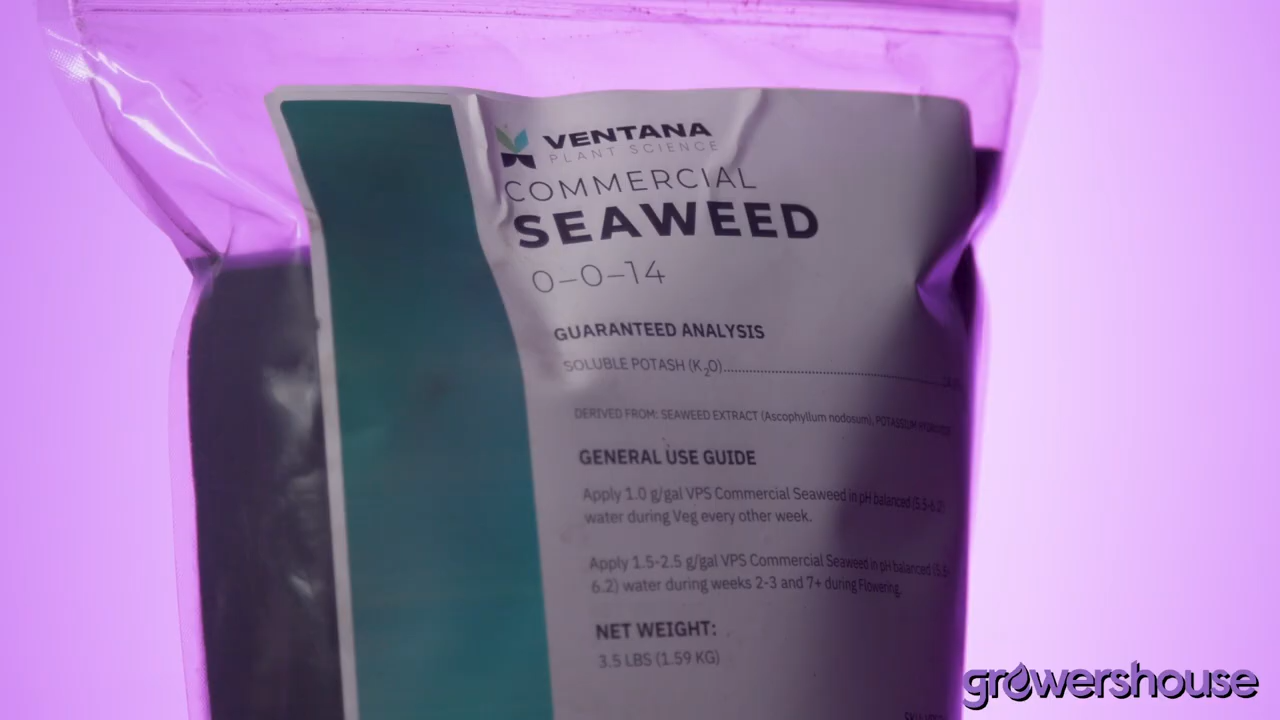 VENTANA
PLANT SCIENCE
COMMERCIAL
SEAWEED
0–0–14
GUARANTEED ANALYSIS
SOLUBLE POTASH (K₂O)
DERIVED FROM: SEAWEED EXTRACT (Ascophyllum nodosum), POTASSIUM HYDROXIDE
GENERAL USE GUIDE
Apply 1.0 g/gal VPS Commercial Seaweed in pH balanced (5.5-6.2)
water during Veg every other week.
Apply 1.5-2.5 g/gal VPS Commercial Seaweed in pH balanced (5.5-
6.2) water during weeks 2-3 and 7+ during Flowering.
NET WEIGHT:
3.5 LBS (1.59 KG)
growershouse